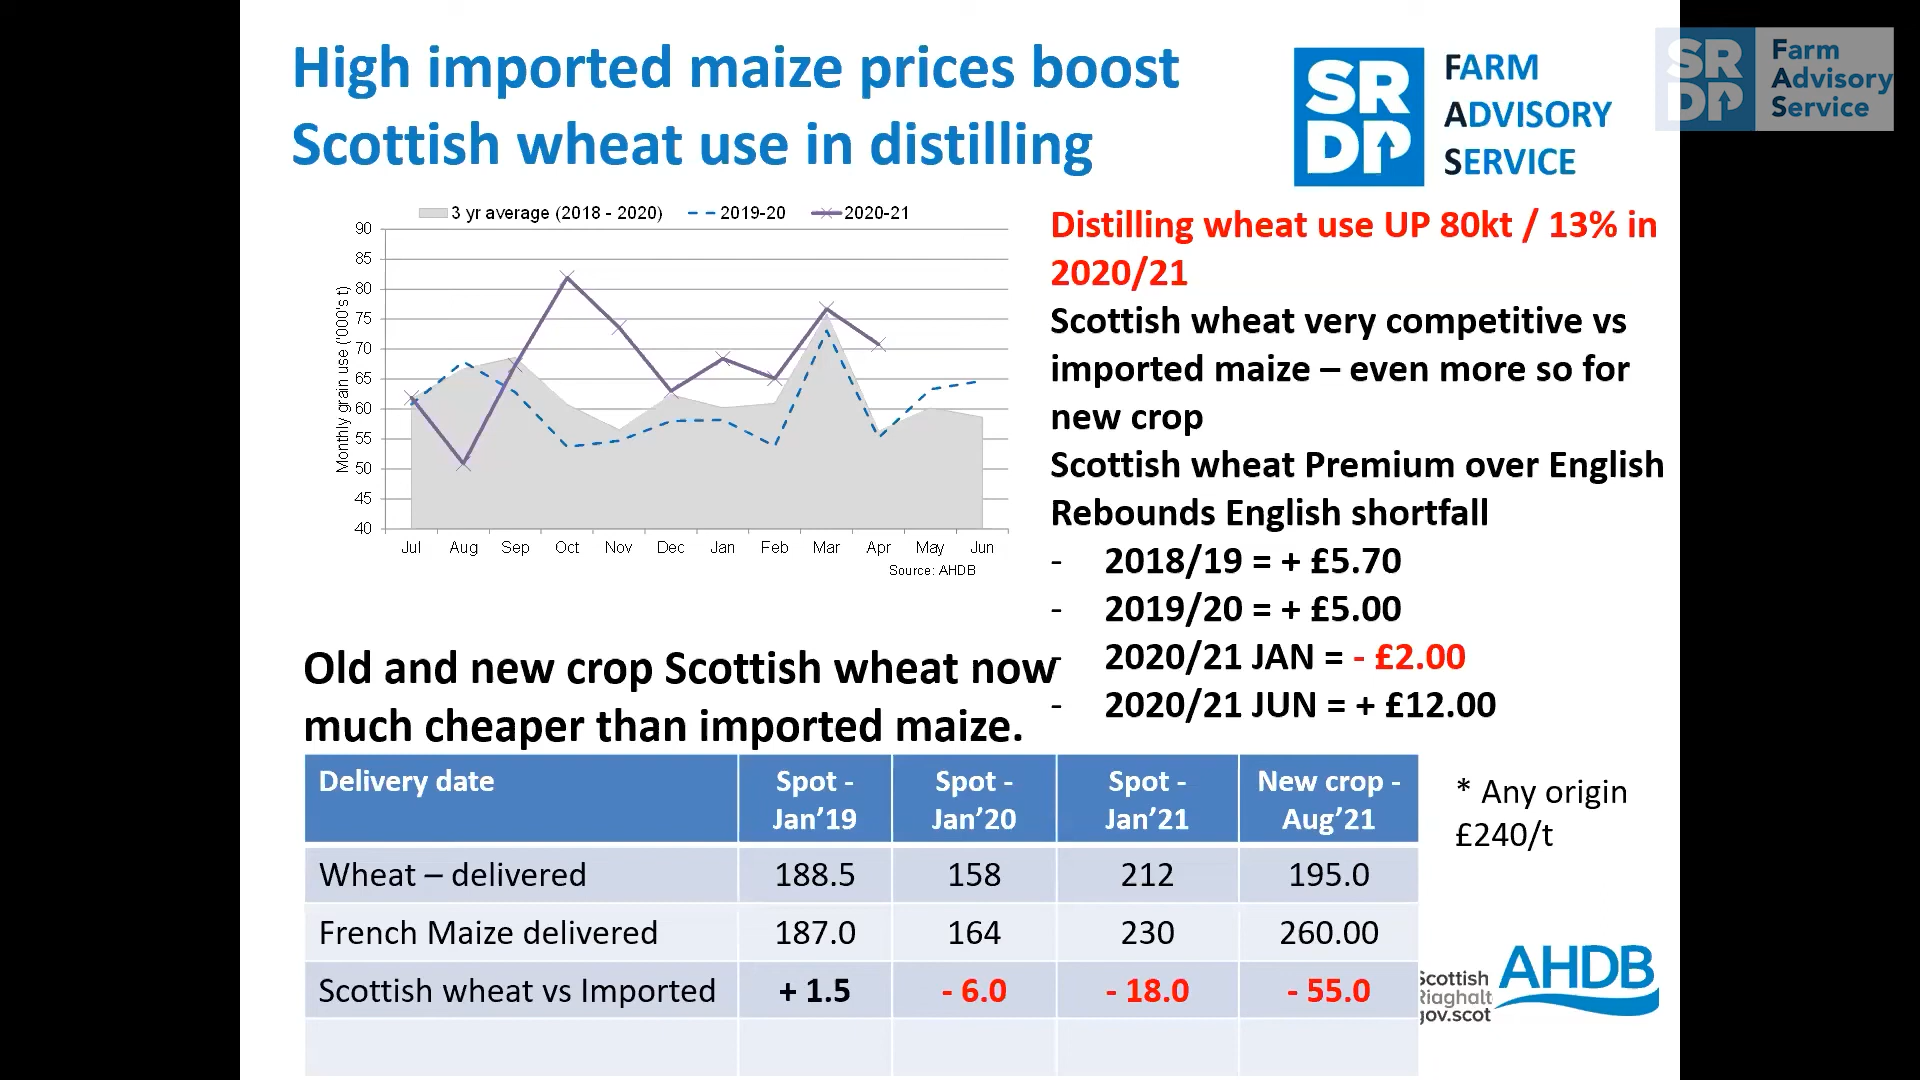 High imported maize prices boost
Scottish wheat use in distilling
SRDP
FARM
ADVISORY
SERVICE
SRDP
Farm
Advisory
Service
3 yr average (2018 - 2020) 2019-20 2020-21
Monthly grain use ('000's t)
90
85
80
75
70
65
60
55
50
45
40
Jul Aug Sep Oct Nov Dec Jan Feb Mar Apr May Jun
Source: AHDB
Distilling wheat use UP 80kt / 13% in
2020/21
Scottish wheat very competitive vs
imported maize – even more so for
new crop
Scottish wheat Premium over English
Rebounds English shortfall
- 2018/19 = + £5.70
- 2019/20 = + £5.00
- 2020/21 JAN = - £2.00
- 2020/21 JUN = + £12.00
Old and new crop Scottish wheat now
much cheaper than imported maize.
Delivery date Spot - Jan’19 Spot - Jan’20 Spot - Jan’21 New crop - Aug’21
Wheat – delivered 188.5 158 212 195.0
French Maize delivered 187.0 164 230 260.00
Scottish wheat vs Imported + 1.5 - 6.0 - 18.0 - 55.0
* Any origin
£240/t
Scottish
Riaghalt
gov.scot
AHDB